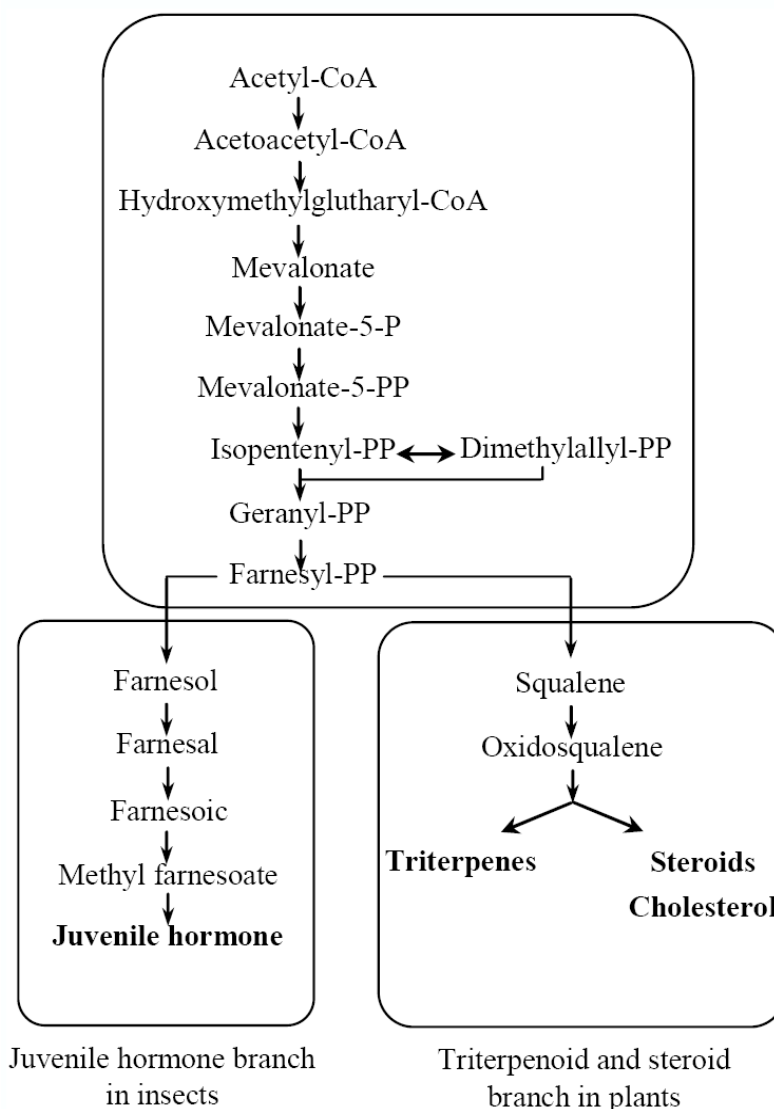 Acetyl-CoA
Acetoacetyl-CoA
Hydroxymethylglutharyl-CoA
Mevalonate
Mevalonate-5-P
Mevalonate-5-PP
Isopentenyl-PP
Dimethylallyl-PP
Geranyl-PP
Farnesyl-PP
Farnesol
Farnesal
Farnesoic
Methyl farnesoate
Juvenile hormone
Squalene
Oxidosqualene
Triterpenes
Steroids
Cholesterol
Juvenile hormone branch
in insects
Triterpenoid and steroid
branch in plants